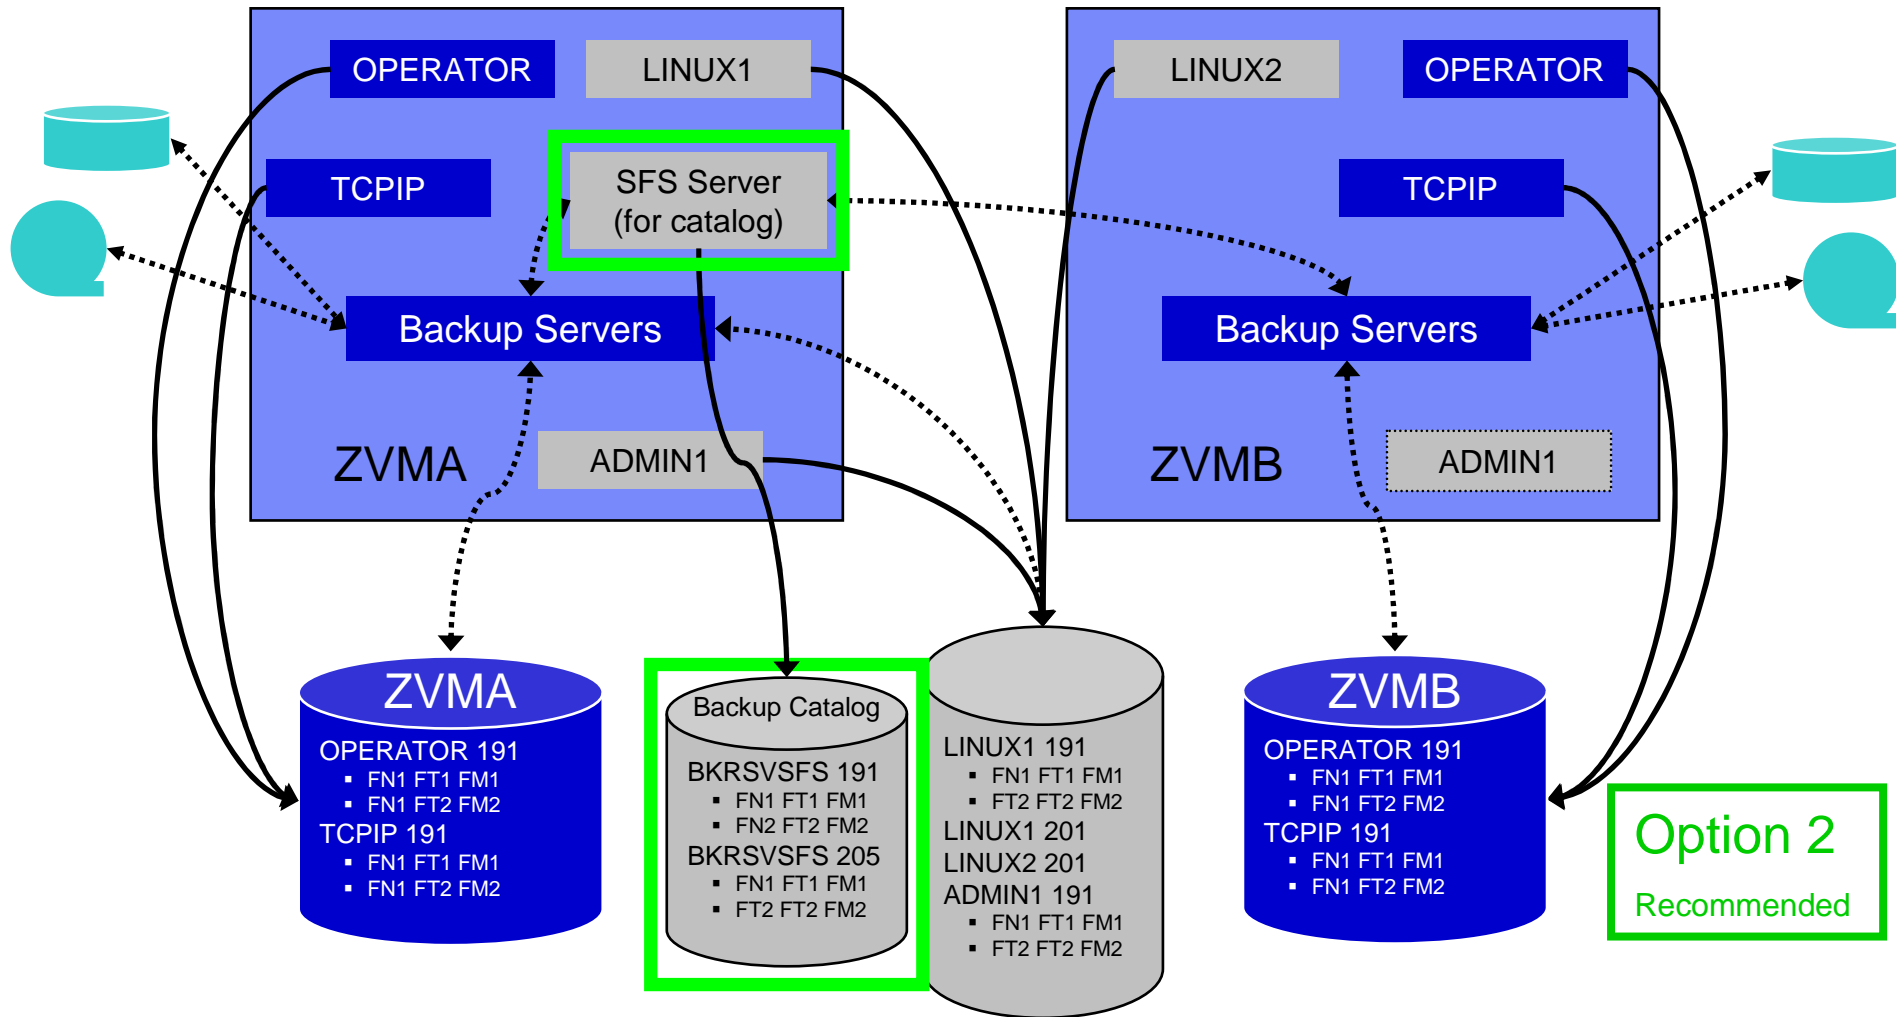 OPERATOR
LINUX1
TCPIP
SFS Server
(for catalog)
Backup Servers
ADMIN1
ZVMA
LINUX2
OPERATOR
TCPIP
Backup Servers
ADMIN1
ZVMB
ZVMA
OPERATOR 191
▪ FN1 FT1 FM1
▪ FN1 FT2 FM2
TCPIP 191
▪ FN1 FT1 FM1
▪ FN1 FT2 FM2
Backup Catalog
BKRSVSFS 191
▪ FN1 FT1 FM1
▪ FN2 FT2 FM2
BKRSVSFS 205
▪ FN1 FT1 FM1
▪ FT2 FT2 FM2
LINUX1 191
▪ FN1 FT1 FM1
▪ FT2 FT2 FM2
LINUX1 201
LINUX2 201
ADMIN1 191
▪ FN1 FT1 FM1
▪ FT2 FT2 FM2
ZVMB
OPERATOR 191
▪ FN1 FT1 FM1
▪ FN1 FT2 FM2
TCPIP 191
▪ FN1 FT1 FM1
▪ FN1 FT2 FM2
Option 2
Recommended